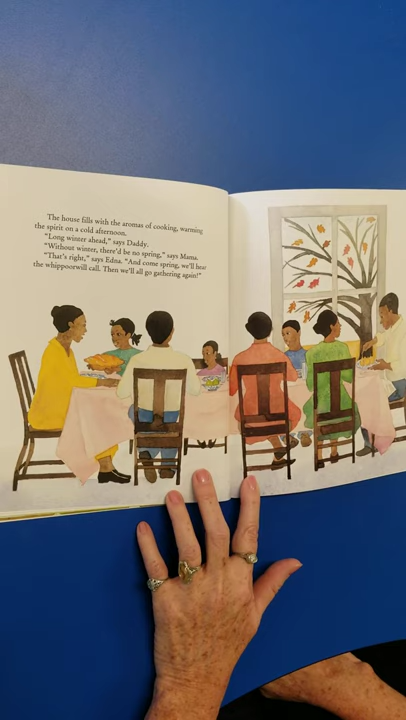 The house fills with the aromas of cooking, warming
the spirit on a cold afternoon.
"Long winter ahead," says Daddy.
"Without winter, there'd be no spring," says Mama.
"That's right," says Edna. "And come spring, we'll hear
the whippoorwill call. Then we'll all go gathering again!"